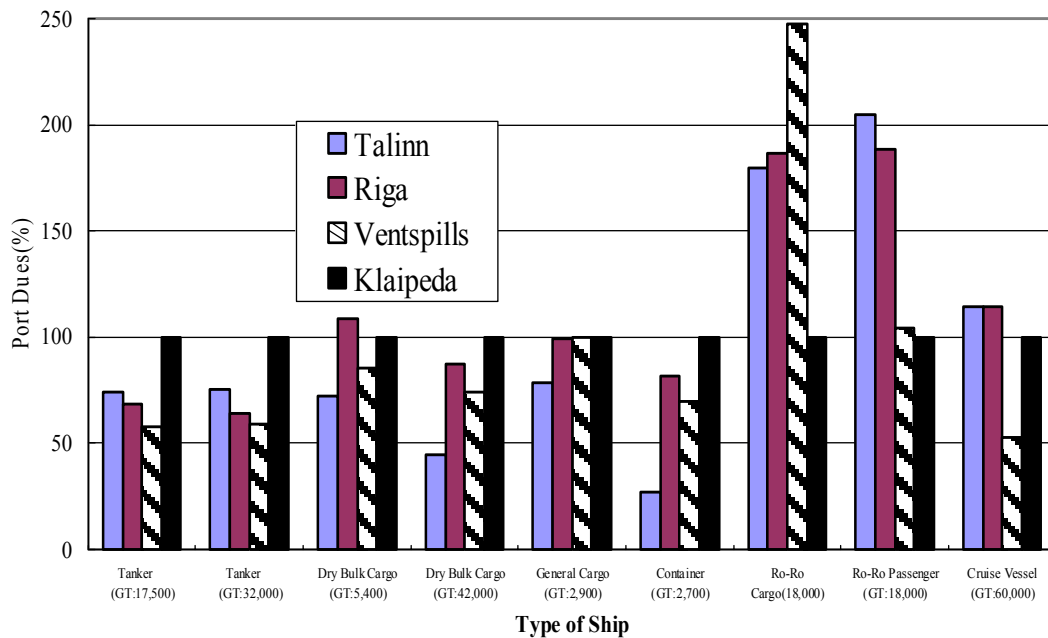 250
200
150
100
50
0
Port Dues(%)
Talinn
Riga
Ventspills
Klaipeda
Tanker
(GT:17,500)
Tanker
(GT:32,000)
Dry Bulk Cargo
(GT:5,400)
Dry Bulk Cargo
(GT:42,000)
General Cargo
(GT:2,900)
Container
(GT:2,700)
Ro-Ro
Cargo(18,000)
Ro-Ro Passenger
(GT:18,000)
Cruise Vessel
(GT:60,000)
Type of Ship